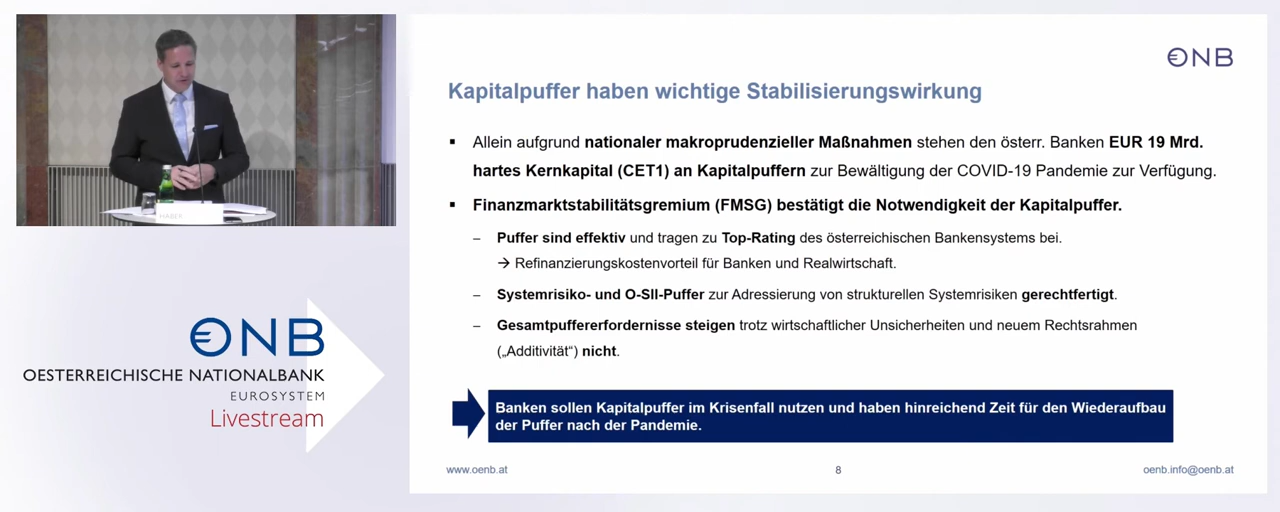 HABER
ONB
OESTERREICHISCHE NATIONALBANK
EUROSYSTEM
Livestream
ONB
Kapitalpuffer haben wichtige Stabilisierungswirkung
▪ Allein aufgrund nationaler makroprudenzieller Maßnahmen stehen den österr. Banken EUR 19 Mrd.
hartes Kernkapital (CET1) an Kapitalpuffern zur Bewältigung der COVID-19 Pandemie zur Verfügung.
▪ Finanzmarktstabilitätsgremium (FMSG) bestätigt die Notwendigkeit der Kapitalpuffer.
– Puffer sind effektiv und tragen zu Top-Rating des österreichischen Bankensystems bei.
→ Refinanzierungskostenvorteil für Banken und Realwirtschaft.
– Systemrisiko- und O-SII-Puffer zur Adressierung von strukturellen Systemrisiken gerechtfertigt.
– Gesamtpuffererfordernisse steigen trotz wirtschaftlicher Unsicherheiten und neuem Rechtsrahmen
(„Additivität“) nicht.
Banken sollen Kapitalpuffer im Krisenfall nutzen und haben hinreichend Zeit für den Wiederaufbau
der Puffer nach der Pandemie.
www.oenb.at
8
oenb.info@oenb.at